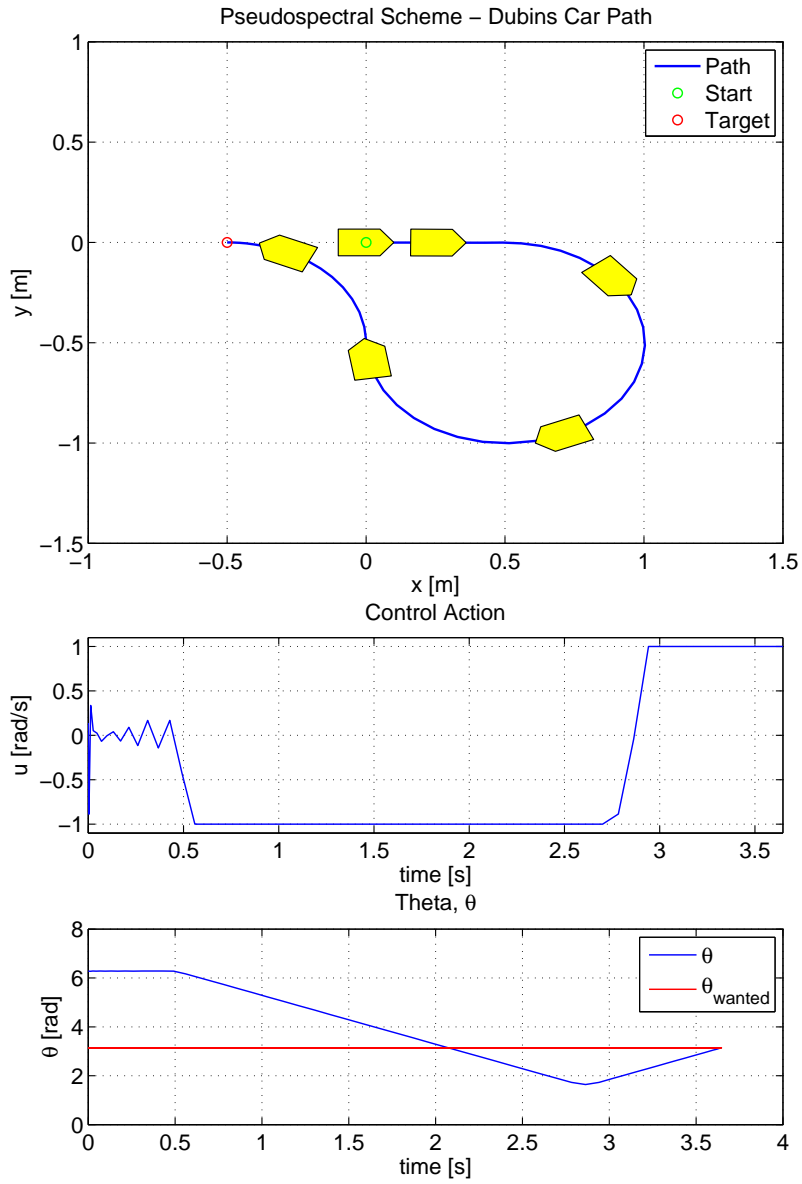 Pseudospectral Scheme − Dubins Car Path
1
0.5
0
−0.5
−1
−1.5
y [m]
−1 −0.5 0 0.5 1 1.5
x [m]
Path
Start
Target
Control Action
1
0.5
0
−0.5
−1
u [rad/s]
0 0.5 1 1.5 2 2.5 3 3.5
time [s]
Theta, θ
8
6
4
2
0
θ [rad]
0 0.5 1 1.5 2 2.5 3 3.5 4
time [s]
θ
θwanted